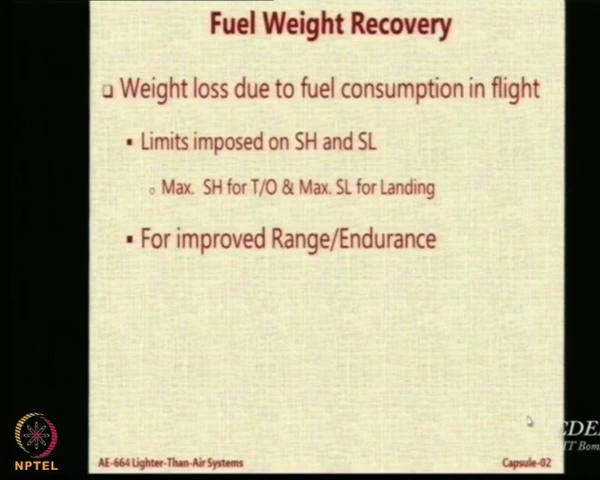 Fuel Weight Recovery
Weight loss due to fuel consumption in flight
Limits imposed on SH and SL
Max. SH for T/O & Max. SL for Landing
For improved Range/Endurance
NPTEL
AE-664 Lighter-Than-Air Systems
Capsule-02